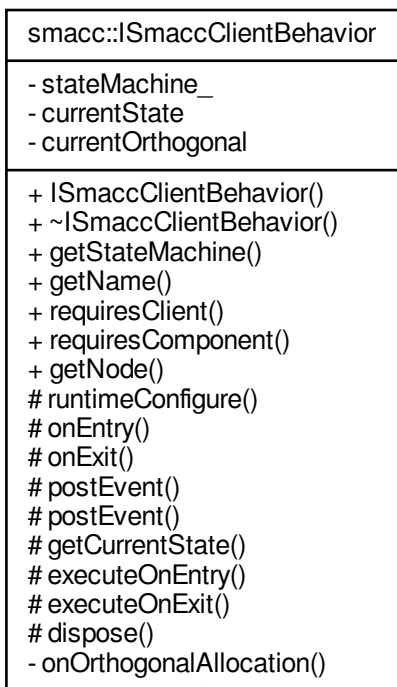 smacc::ISmaccClientBehavior
- stateMachine_
- currentState
- currentOrthogonal
+ ISmaccClientBehavior()
+ ~ISmaccClientBehavior()
+ getStateMachine()
+ getName()
+ requiresClient()
+ requiresComponent()
+ getNode()
# runtimeConfigure()
# onEntry()
# onExit()
# postEvent()
# postEvent()
# getCurrentState()
# executeOnEntry()
# executeOnExit()
# dispose()
- onOrthogonalAllocation()